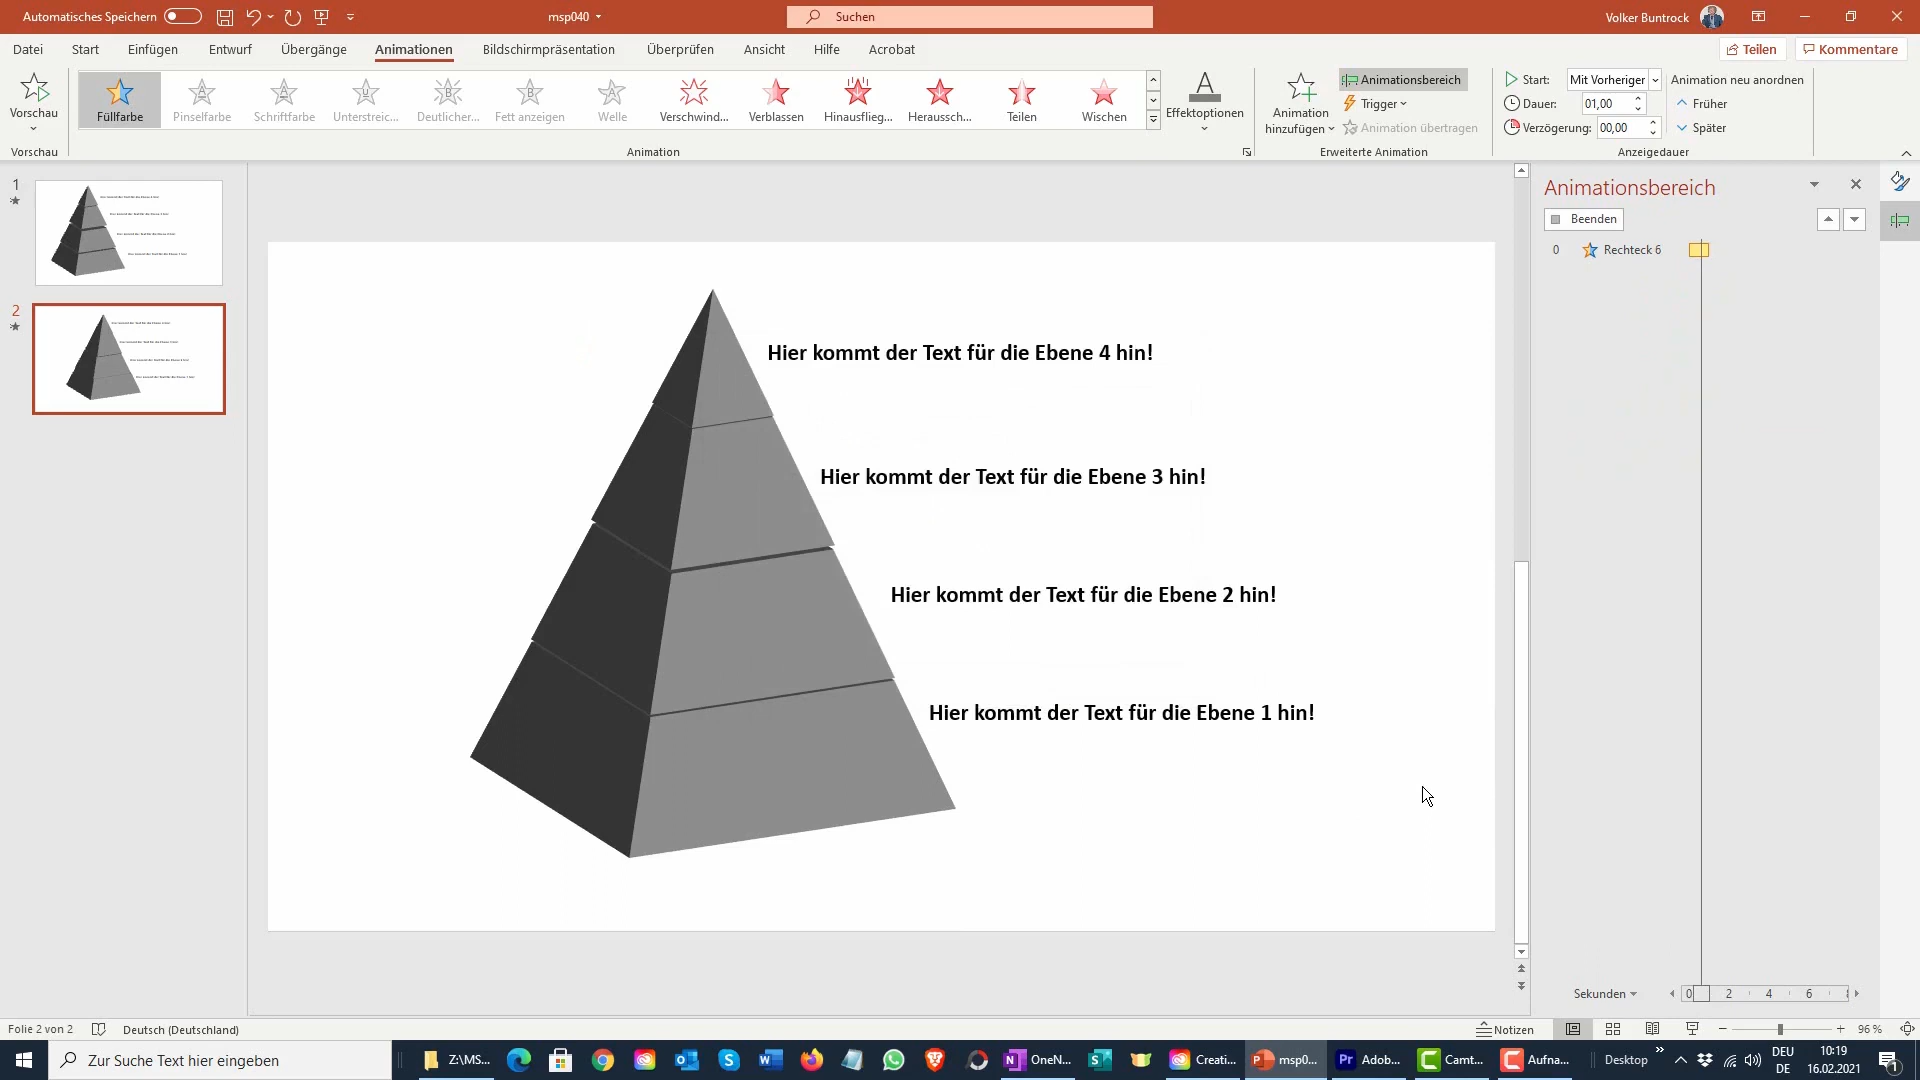 Automatisches Speichern
msp040
Suchen
Volker Buntrock
Datei Start Einfügen Entwurf Übergänge Animationen Bildschirmpräsentation Überprüfen Ansicht Hilfe Acrobat Teilen Kommentare
Vorschau
Füllfarbe Pinselfarbe Schriftfarbe Unterstreic... Deutlicher... Fett anzeigen Welle Verschwind... Verblassen Hinausflieg... Heraussch... Teilen Wischen
Effektoptionen
Animation hinzufügen
Animationsbereich
Trigger
Animation übertragen
Start: Mit Vorheriger
Dauer: 01,00
Verzögerung: 00,00
Animation neu anordnen
Früher
Später
Vorschau Animation Erweiterte Animation Anzeigedauer
1
2
Hier kommt der Text für die Ebene 4 hin!
Hier kommt der Text für die Ebene 3 hin!
Hier kommt der Text für die Ebene 2 hin!
Hier kommt der Text für die Ebene 1 hin!
Animationsbereich
Beenden
0 Rechteck 6
Sekunden 0 2 4 6
Folie 2 von 2 Deutsch (Deutschland) Notizen 96 %
Zur Suche Text hier eingeben
Z:\MS... OneN... Creati... msp0... Adob... Camt... Aufna... Desktop
DEU
DE
10:19
16.02.2021
1